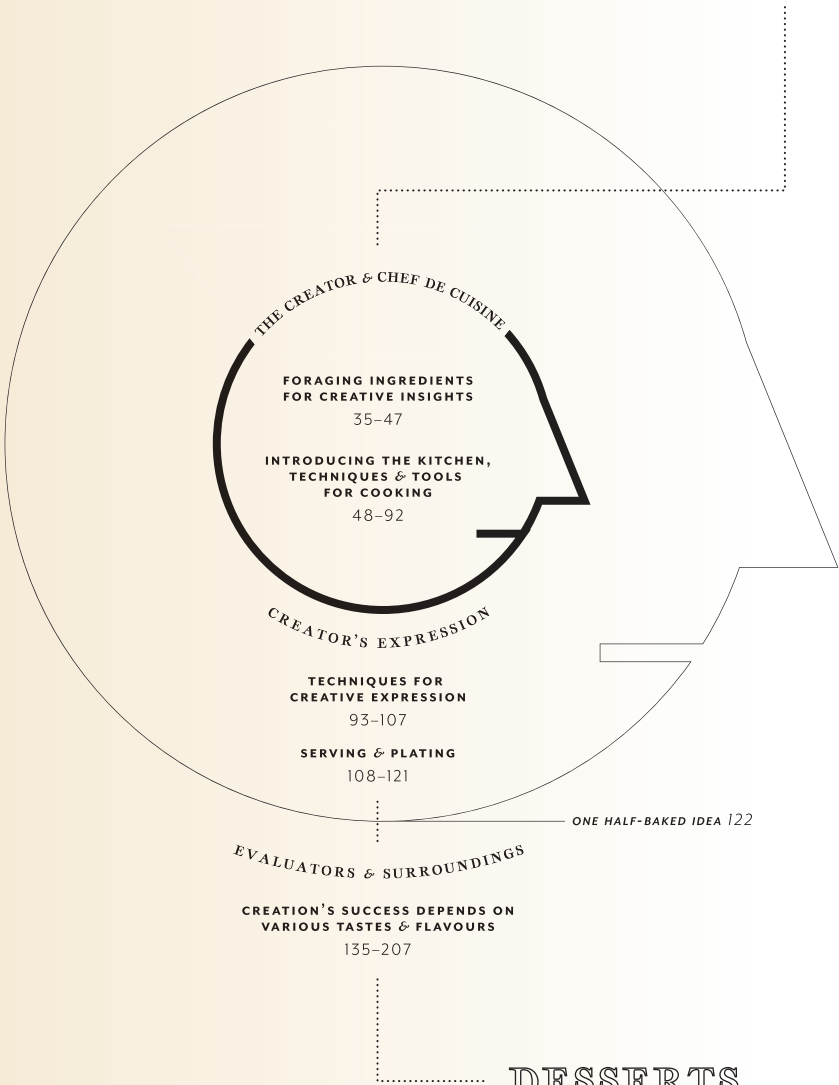 THE CREATOR & CHEF DE CUISINE
FORAGING INGREDIENTS
FOR CREATIVE INSIGHTS
35–47
INTRODUCING THE KITCHEN,
TECHNIQUES & TOOLS
FOR COOKING
48–92
CREATOR’S EXPRESSION
TECHNIQUES FOR
CREATIVE EXPRESSION
93–107
SERVING & PLATING
108–121
ONE HALF-BAKED IDEA 122
EVALUATORS & SURROUNDINGS
CREATION’S SUCCESS DEPENDS ON
VARIOUS TASTES & FLAVOURS
135–207
DESSERTS